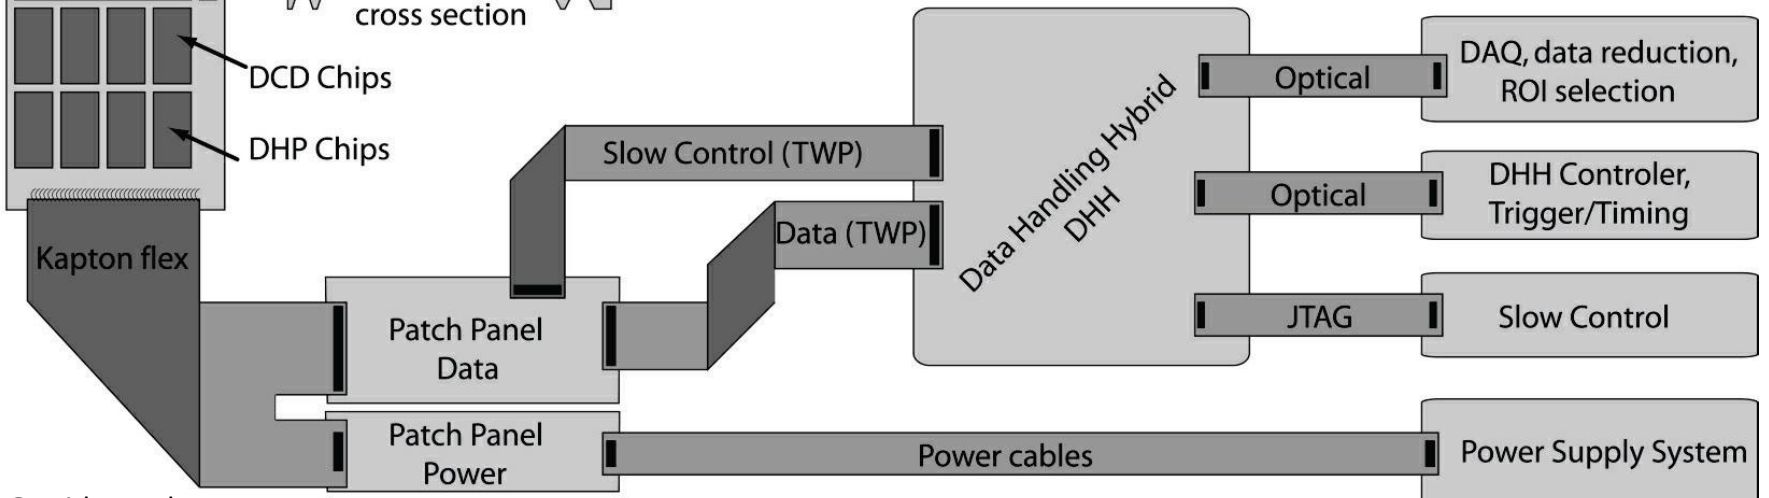 cross section
DCD Chips
DHP Chips
Kapton flex
Slow Control (TWP)
Data (TWP)
Patch Panel
Data
Patch Panel
Power
Data Handling Hybrid
DHH
Optical
DAQ, data reduction,
ROI selection
Optical
DHH Controler,
Trigger/Timing
JTAG
Slow Control
Power cables
Power Supply System